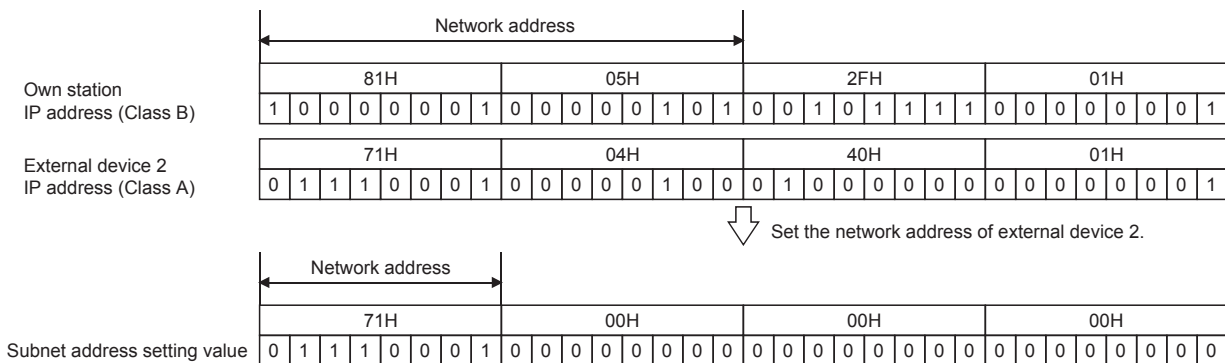 Network address
81H 05H 2FH 01H
Own station
IP address (Class B)
1 0 0 0 0 0 0 1 0 0 0 0 0 1 0 1 0 0 1 0 1 1 1 1 0 0 0 0 0 0 0 1
71H 04H 40H 01H
External device 2
IP address (Class A)
0 1 1 1 0 0 0 1 0 0 0 0 0 1 0 0 0 1 0 0 0 0 0 0 0 0 0 0 0 0 0 1
Set the network address of external device 2.
Network address
71H 00H 00H 00H
Subnet address setting value 0 1 1 1 0 0 0 1 0 0 0 0 0 0 0 0 0 0 0 0 0 0 0 0 0 0 0 0 0 0 0 0